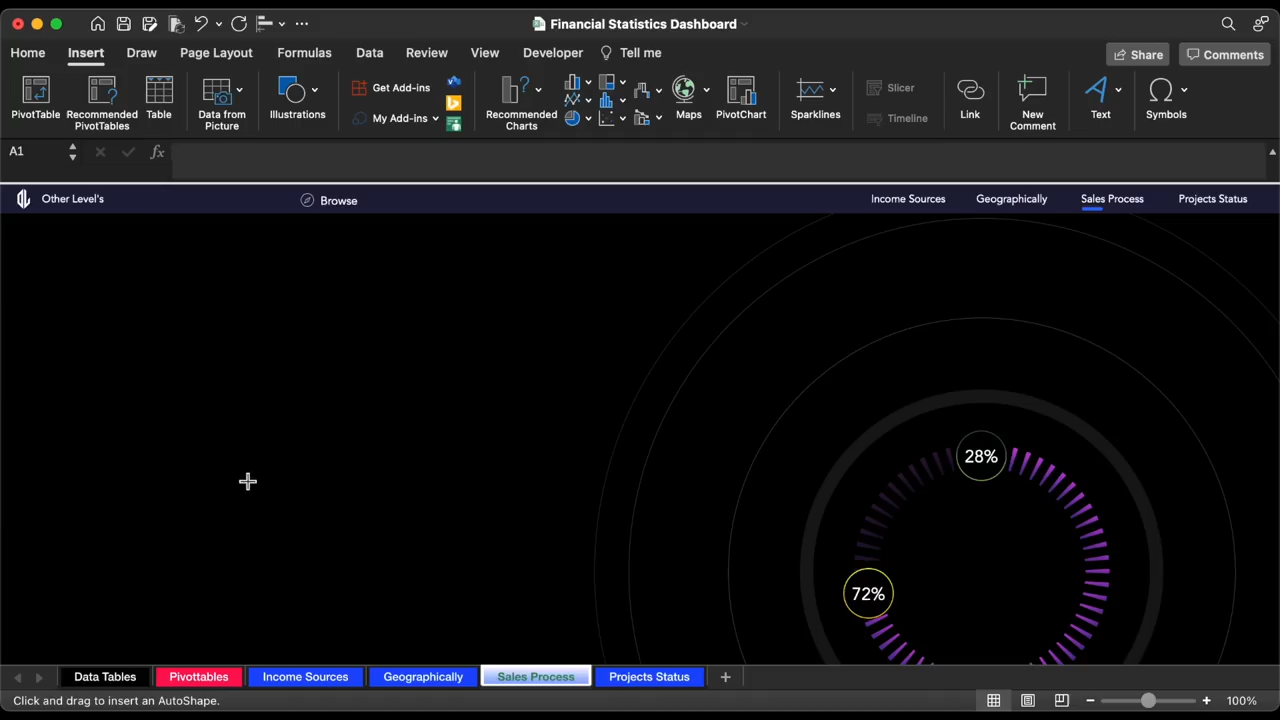 Financial Statistics Dashboard
Home Insert Draw Page Layout Formulas Data Review View Developer Tell me Share Comments
PivotTable
Recommended
PivotTables
Table
Data from
Picture
Illustrations
Get Add-ins
My Add-ins
Recommended
Charts
Maps
PivotChart
Sparklines
Slicer
Timeline
Link
New
Comment
Text
Symbols
A1
fx
Other Level's Browse Income Sources Geographically Sales Process Projects Status
28%
72%
Data Tables Pivottables Income Sources Geographically Sales Process Projects Status
Click and drag to insert an AutoShape. 100%